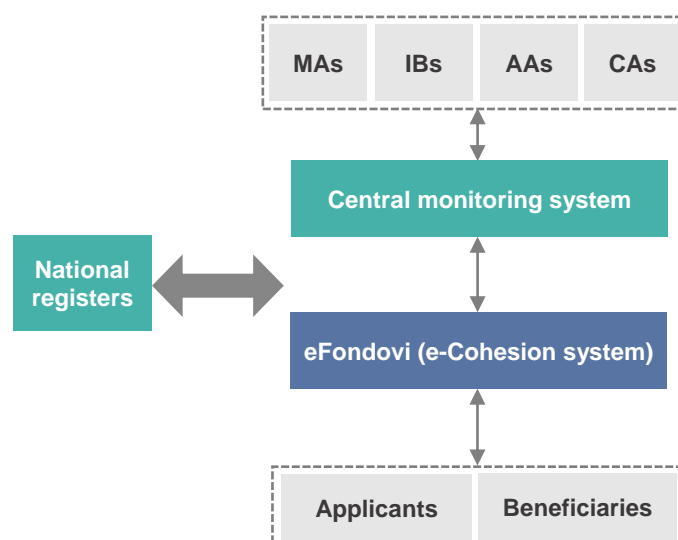 MAs IBs AAs CAs
Central monitoring system
National
registers
eFondovi (e-Cohesion system)
Applicants Beneficiaries